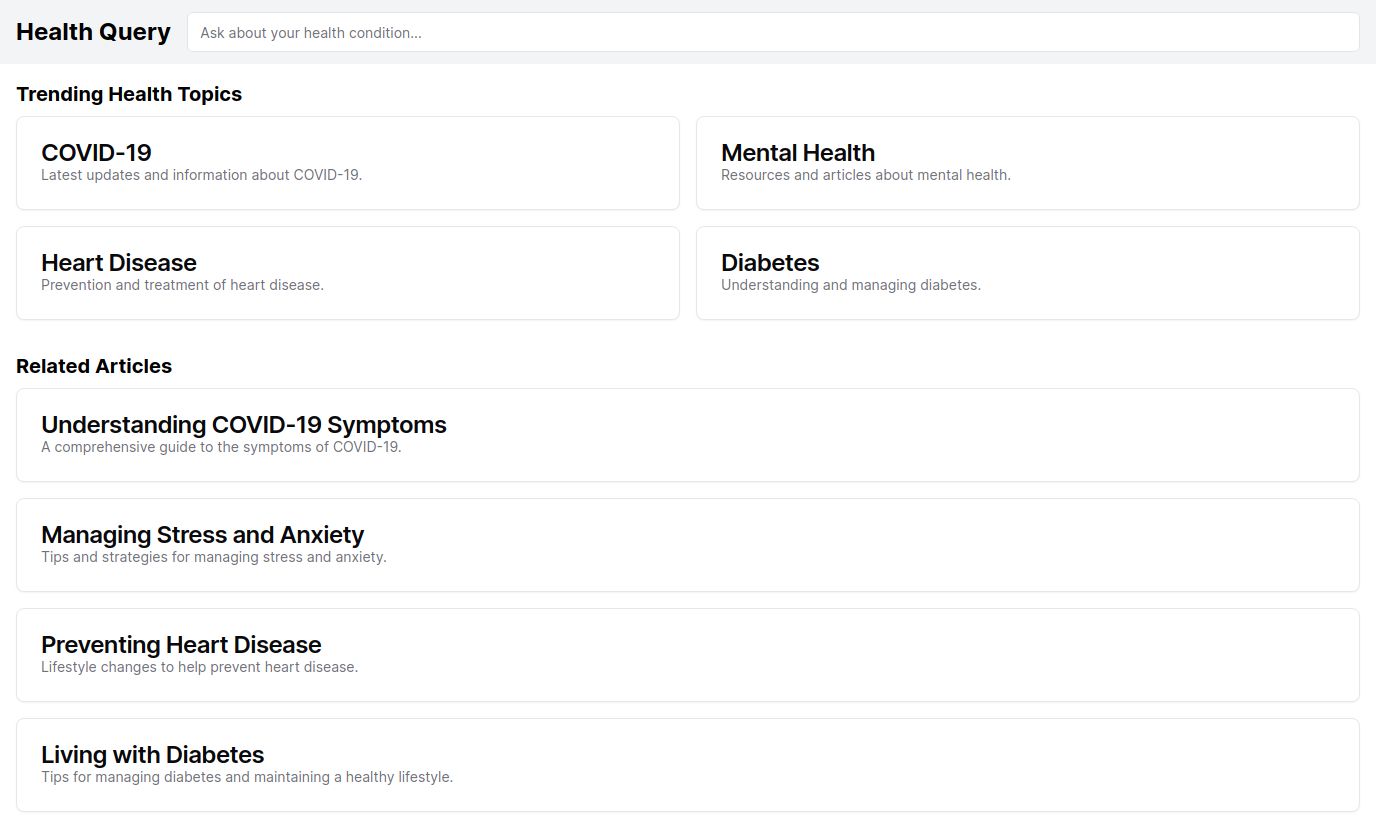 Health Query
Ask about your health condition...
Trending Health Topics
COVID-19
Latest updates and information about COVID-19.
Mental Health
Resources and articles about mental health.
Heart Disease
Prevention and treatment of heart disease.
Diabetes
Understanding and managing diabetes.
Related Articles
Understanding COVID-19 Symptoms
A comprehensive guide to the symptoms of COVID-19.
Managing Stress and Anxiety
Tips and strategies for managing stress and anxiety.
Preventing Heart Disease
Lifestyle changes to help prevent heart disease.
Living with Diabetes
Tips for managing diabetes and maintaining a healthy lifestyle.